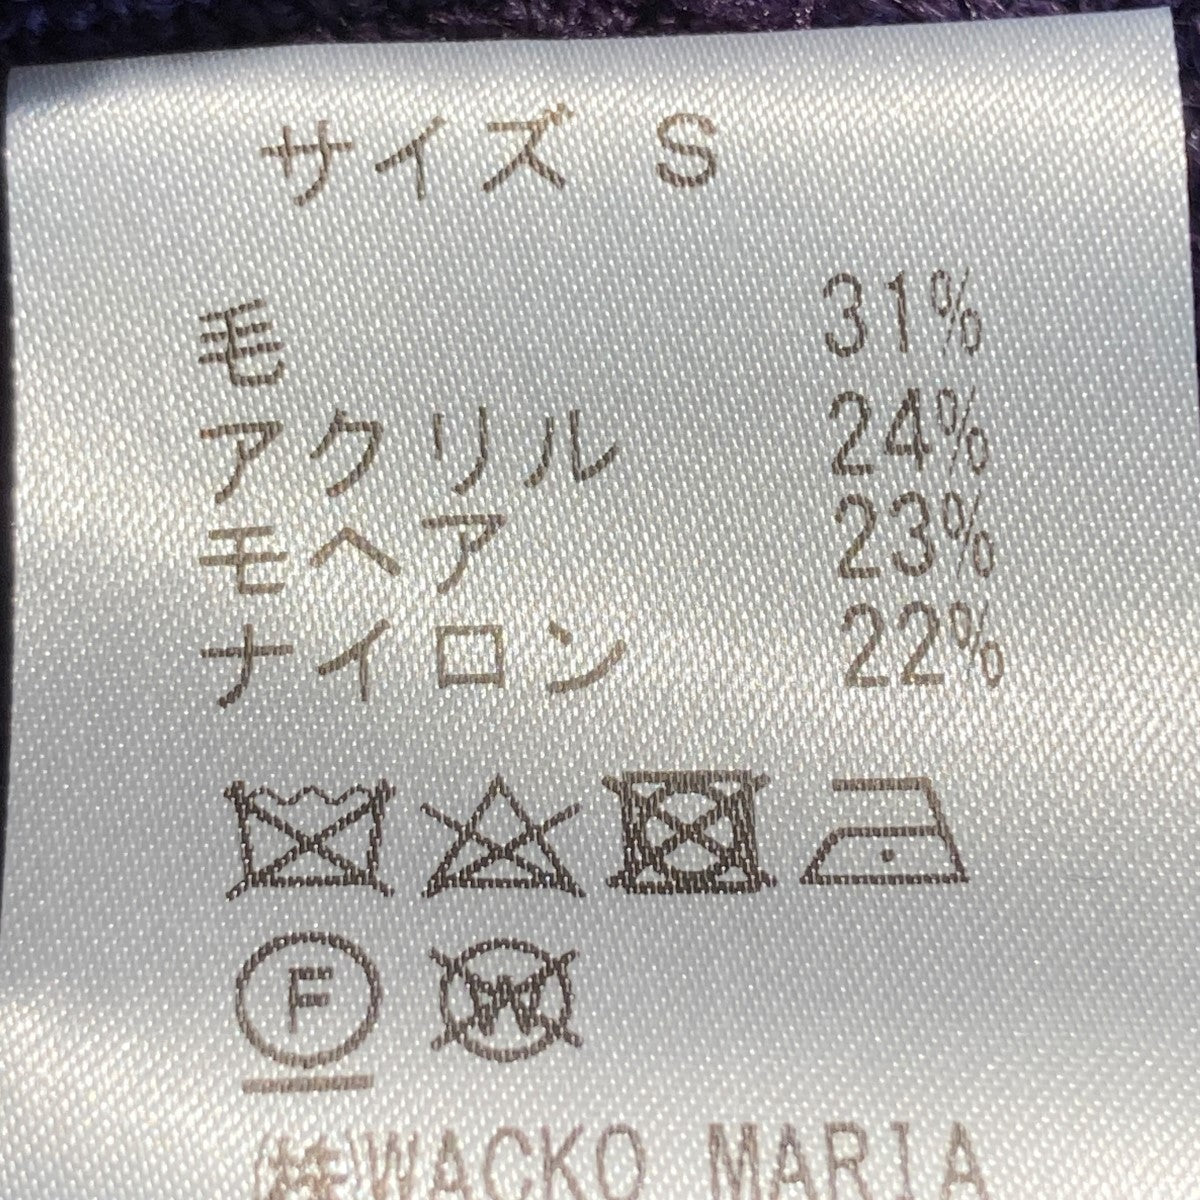 サイズ S
毛 31%
アクリル 24%
モヘア 23%
ナイロン 22%
F W
㈱WACKO MARIA